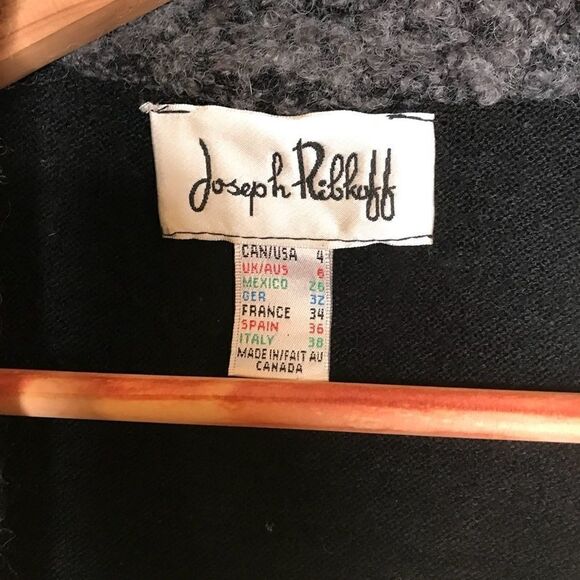 Joseph Ribkoff
CAN/USA 4
UK/AUS 6
MEXICO 26
GER 32
FRANCE 34
SPAIN 36
ITALY 38
MADE IN/FAIT AU
CANADA